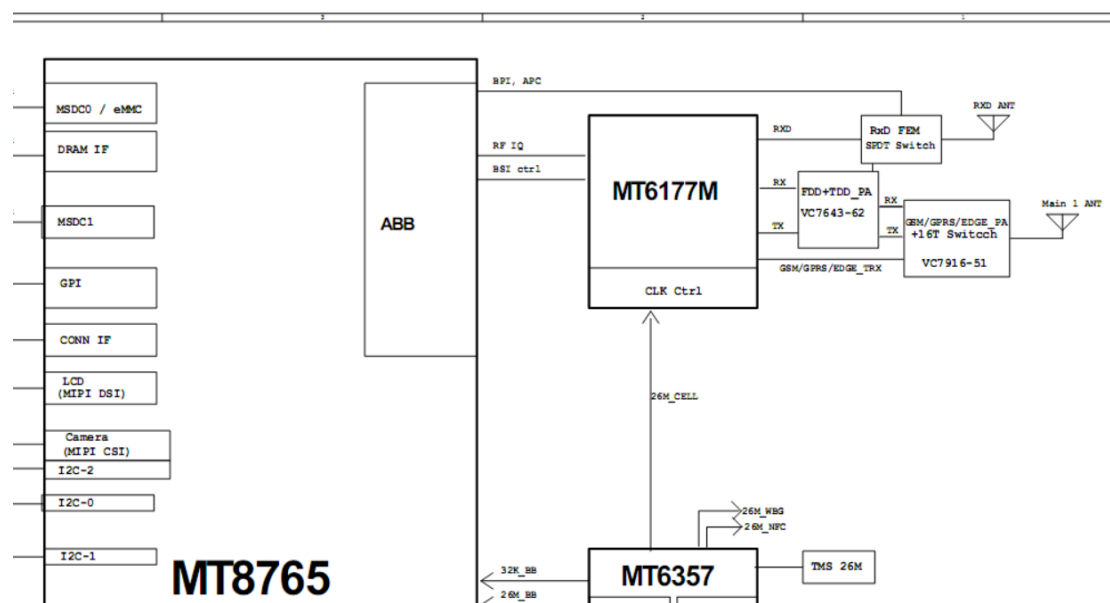 3
2
1
BPI, APC
MSDC0 / eMMC
RXD ANT
RXD
RxD FEM
SPDT Switch
DRAM IF
RF IQ
BSI ctrl
MT6177M
RX
FDD+TDD_PA
VC7643-62
RX
TX
TX
Main 1 ANT
GSM/GPRS/EDGE_PA
+16T Switcch
VC7916-51
MSDC1
ABB
GSM/GPRS/EDGE_TRX
GPI
CLK Ctrl
CONN IF
LCD
(MIPI DSI)
26M_CELL
Camera
(MIPI CSI)
I2C-2
I2C-0
26M_WBG
26M_NFC
I2C-1
MT8765
32K_BB
26M_BB
MT6357
TMS 26M